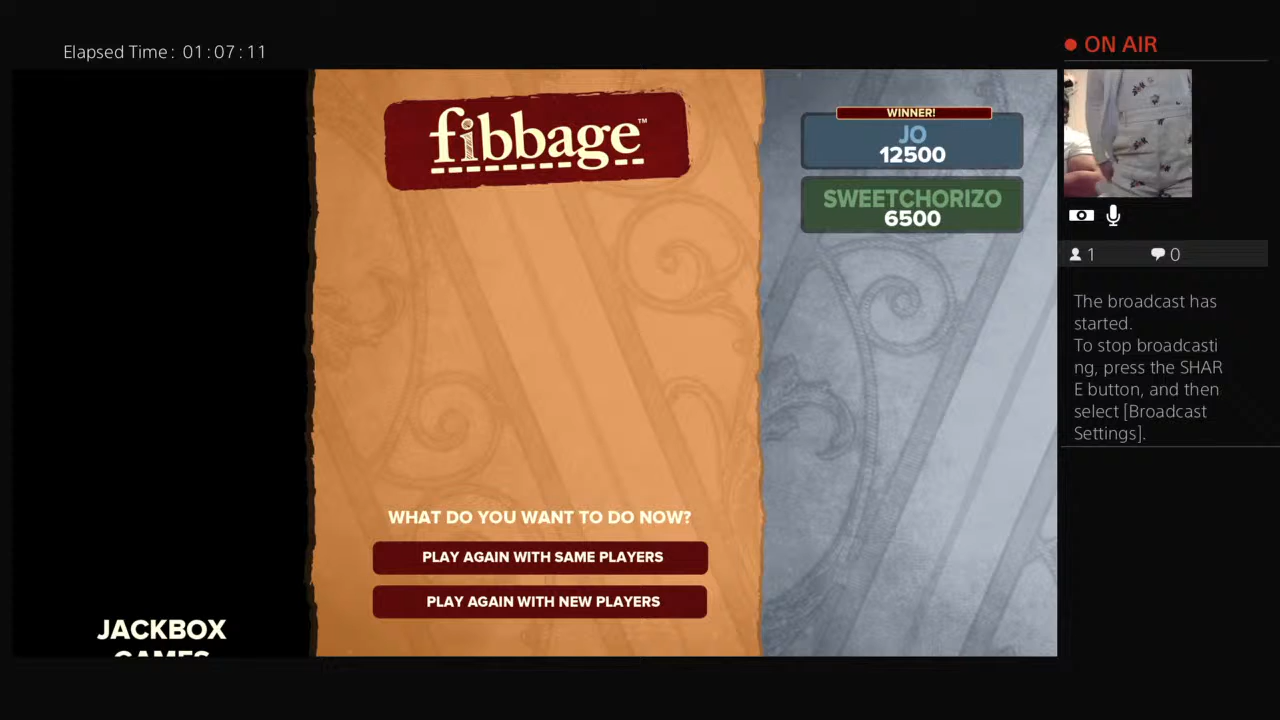 Elapsed Time: 01:07:11
ON AIR
fibbage™
WINNER!
JO
12500
SWEETCHORIZO
6500
1
0
The broadcast has
started.
To stop broadcasti
ng, press the SHAR
E button, and then
select [Broadcast
Settings].
WHAT DO YOU WANT TO DO NOW?
PLAY AGAIN WITH SAME PLAYERS
PLAY AGAIN WITH NEW PLAYERS
JACKBOX
GAMES